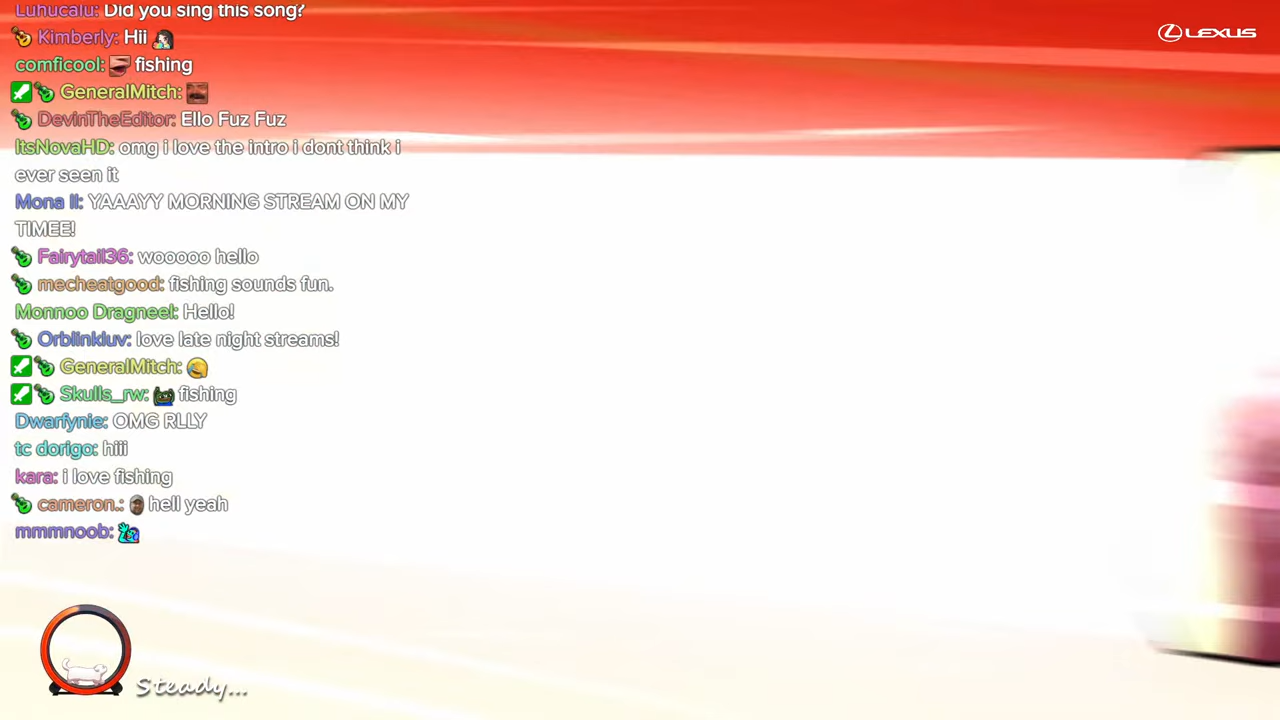 Luhucalu: Did you sing this song?
LEXUS
Kimberly: Hii
comficool: fishing
GeneralMitch:
DevinTheEditor: Ello Fuz Fuz
ItsNovaHD: omg i love the intro i dont think i
ever seen it
Mona II: YAAAYY MORNING STREAM ON MY
TIMEE!
Fairytail36: wooooo hello
mecheatgood: fishing sounds fun.
Monnoo Dragneel: Hello!
Orblinkluv: love late night streams!
GeneralMitch:
Skulls_rw: fishing
Dwarfynie: OMG RLLY
tc dorigo: hiii
kara: i love fishing
cameron.: hell yeah
mmmnoob:
Steady...